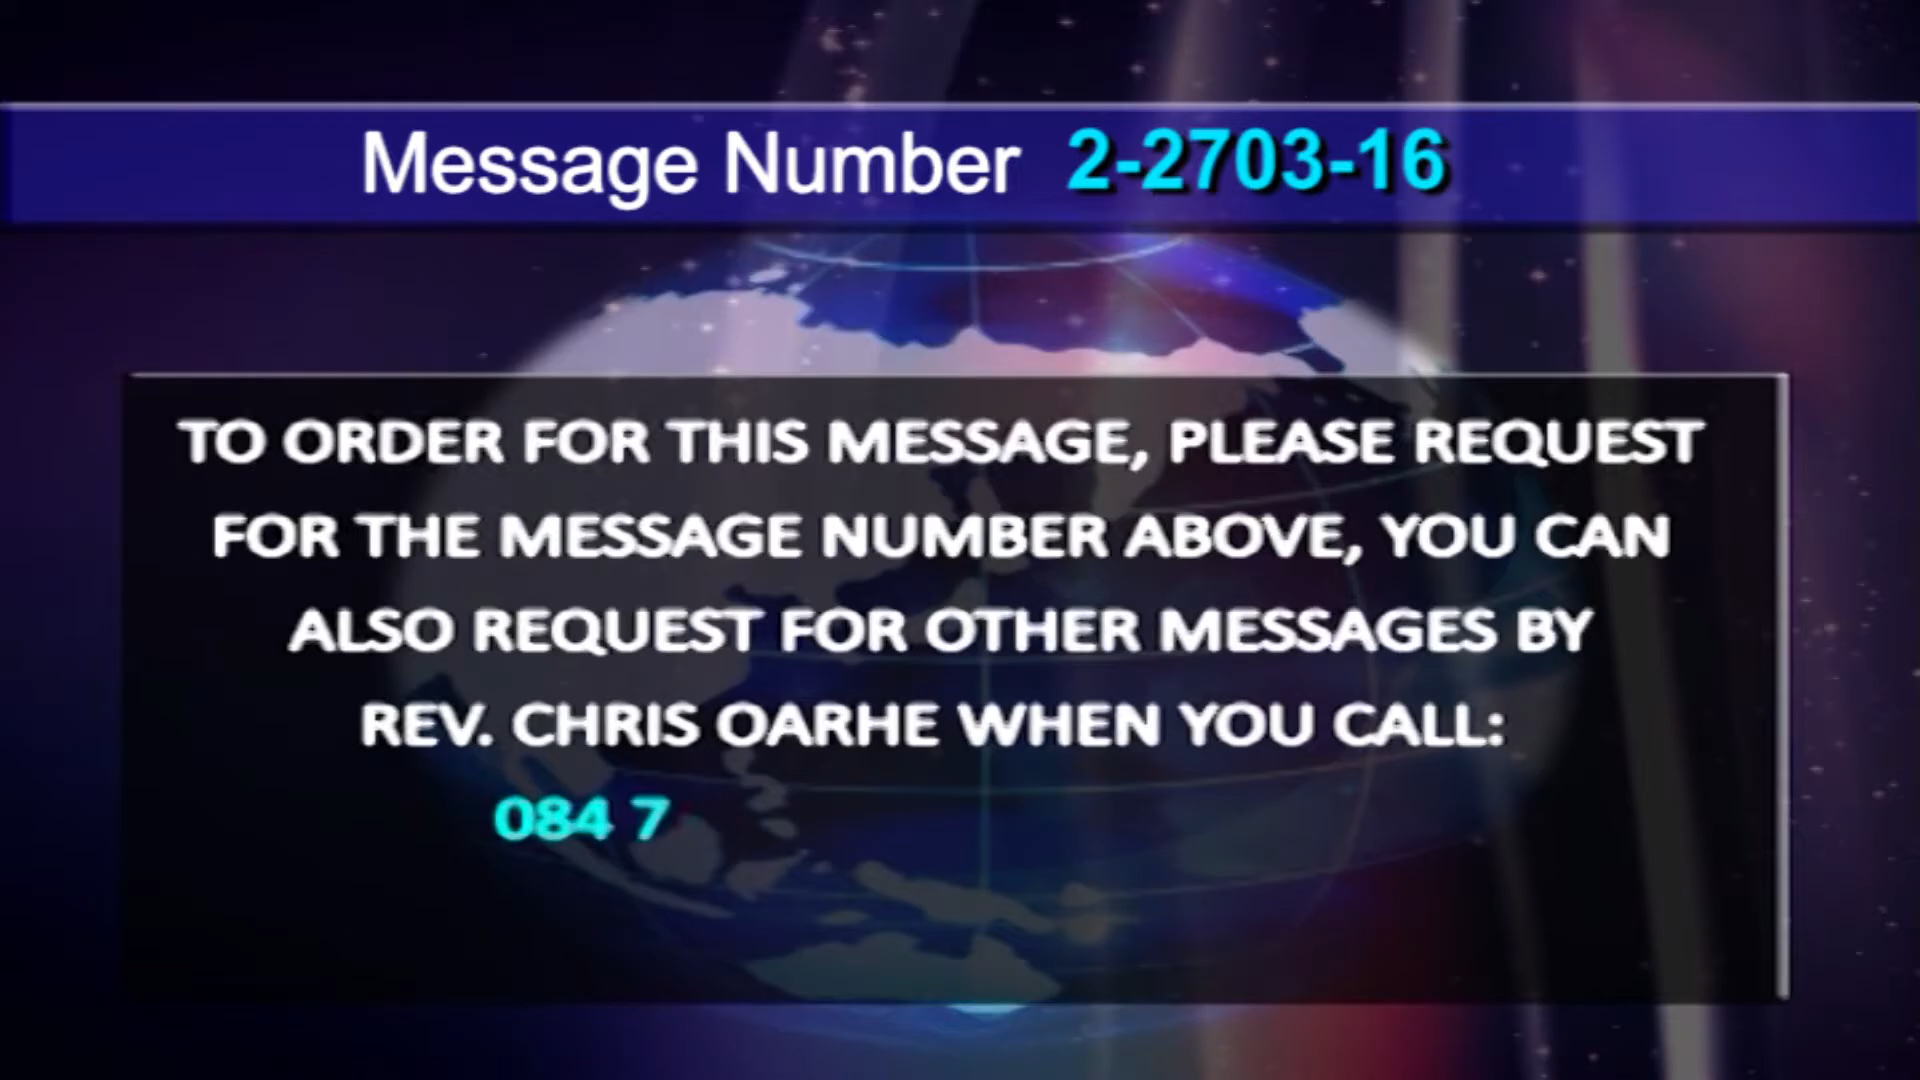 Message Number 2-2703-16
TO ORDER FOR THIS MESSAGE, PLEASE REQUEST
FOR THE MESSAGE NUMBER ABOVE, YOU CAN
ALSO REQUEST FOR OTHER MESSAGES BY
REV. CHRIS OARHE WHEN YOU CALL:
084 7